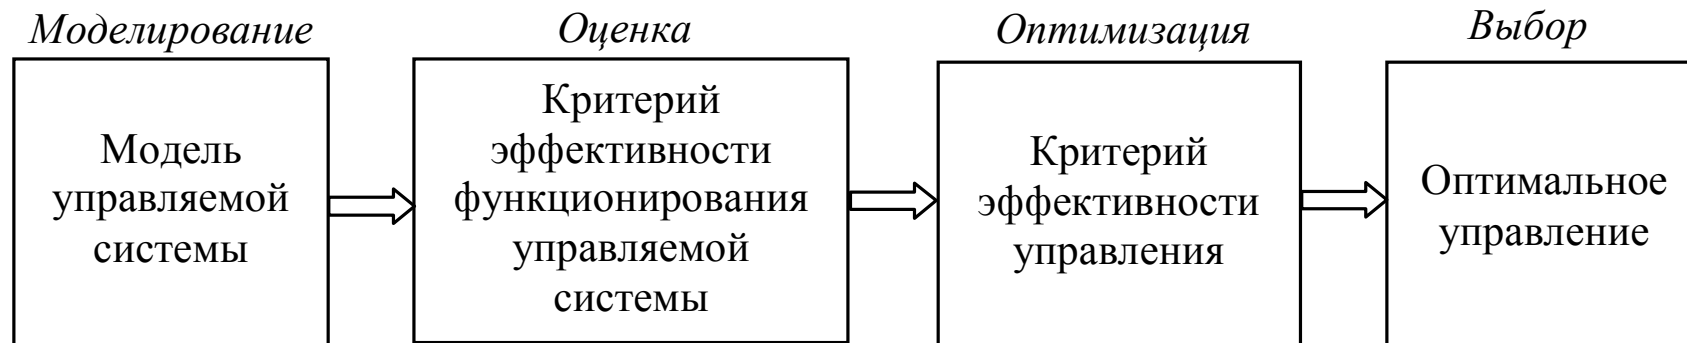 Моделирование
Оценка
Оптимизация
Выбор
Модель
управляемой
системы
Критерий
эффективности
функционирования
управляемой
системы
Критерий
эффективности
управления
Оптимальное
управление